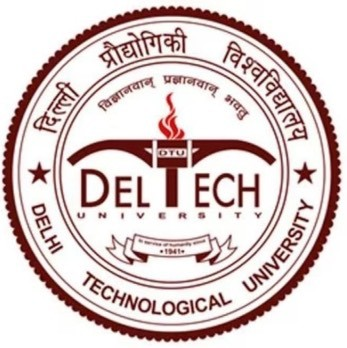 दिल्ली प्रौद्योगिकी विश्वविद्यालय
विज्ञानवान् प्रज्ञानवान् भवतु
DTU
DELTECH
UNIVERSITY
In service of humanity since
•1941•
DELHI TECHNOLOGICAL UNIVERSITY